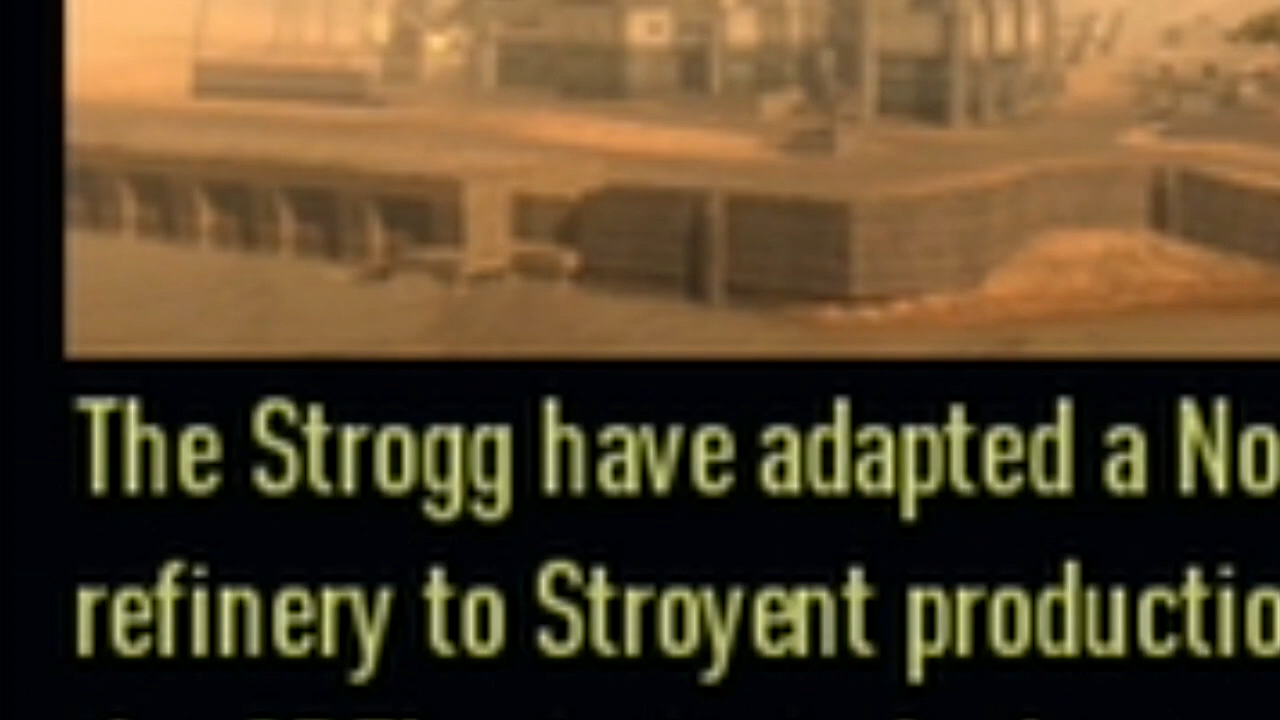 The Strogg have adapted a No
refinery to Stroyent productio